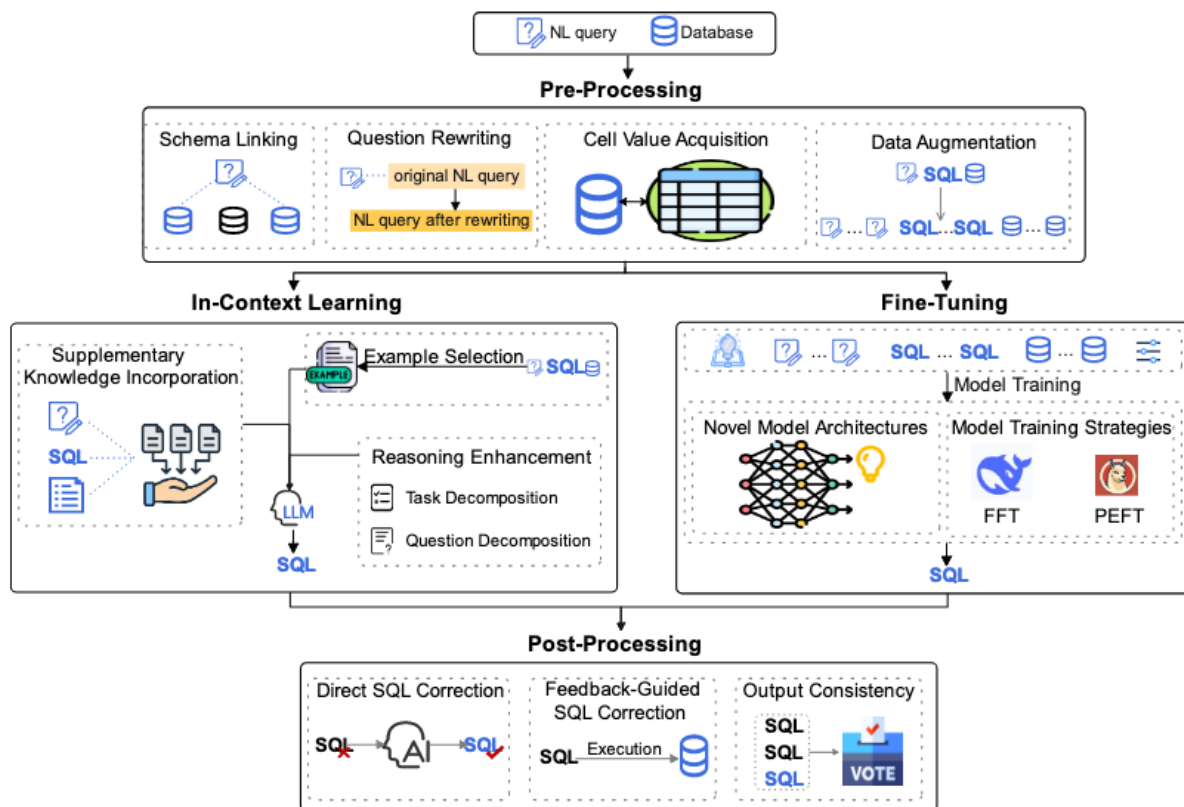 NL query
Database
Pre-Processing
Schema Linking
Question Rewriting
original NL query
NL query after rewriting
Cell Value Acquisition
Data Augmentation
SQL
... SQL...SQL ...
In-Context Learning
Supplementary
Knowledge Incorporation
SQL
EXAMPLE
Example Selection
SQL
Reasoning Enhancement
Task Decomposition
Question Decomposition
LLM
SQL
Fine-Tuning
... SQL ... SQL ...
Model Training
Novel Model Architectures
Model Training Strategies
FFT
PEFT
SQL
Post-Processing
Direct SQL Correction
SQL
AI
SQL
Feedback-Guided
SQL Correction
SQL
Execution
Output Consistency
SQL
SQL
SQL
VOTE